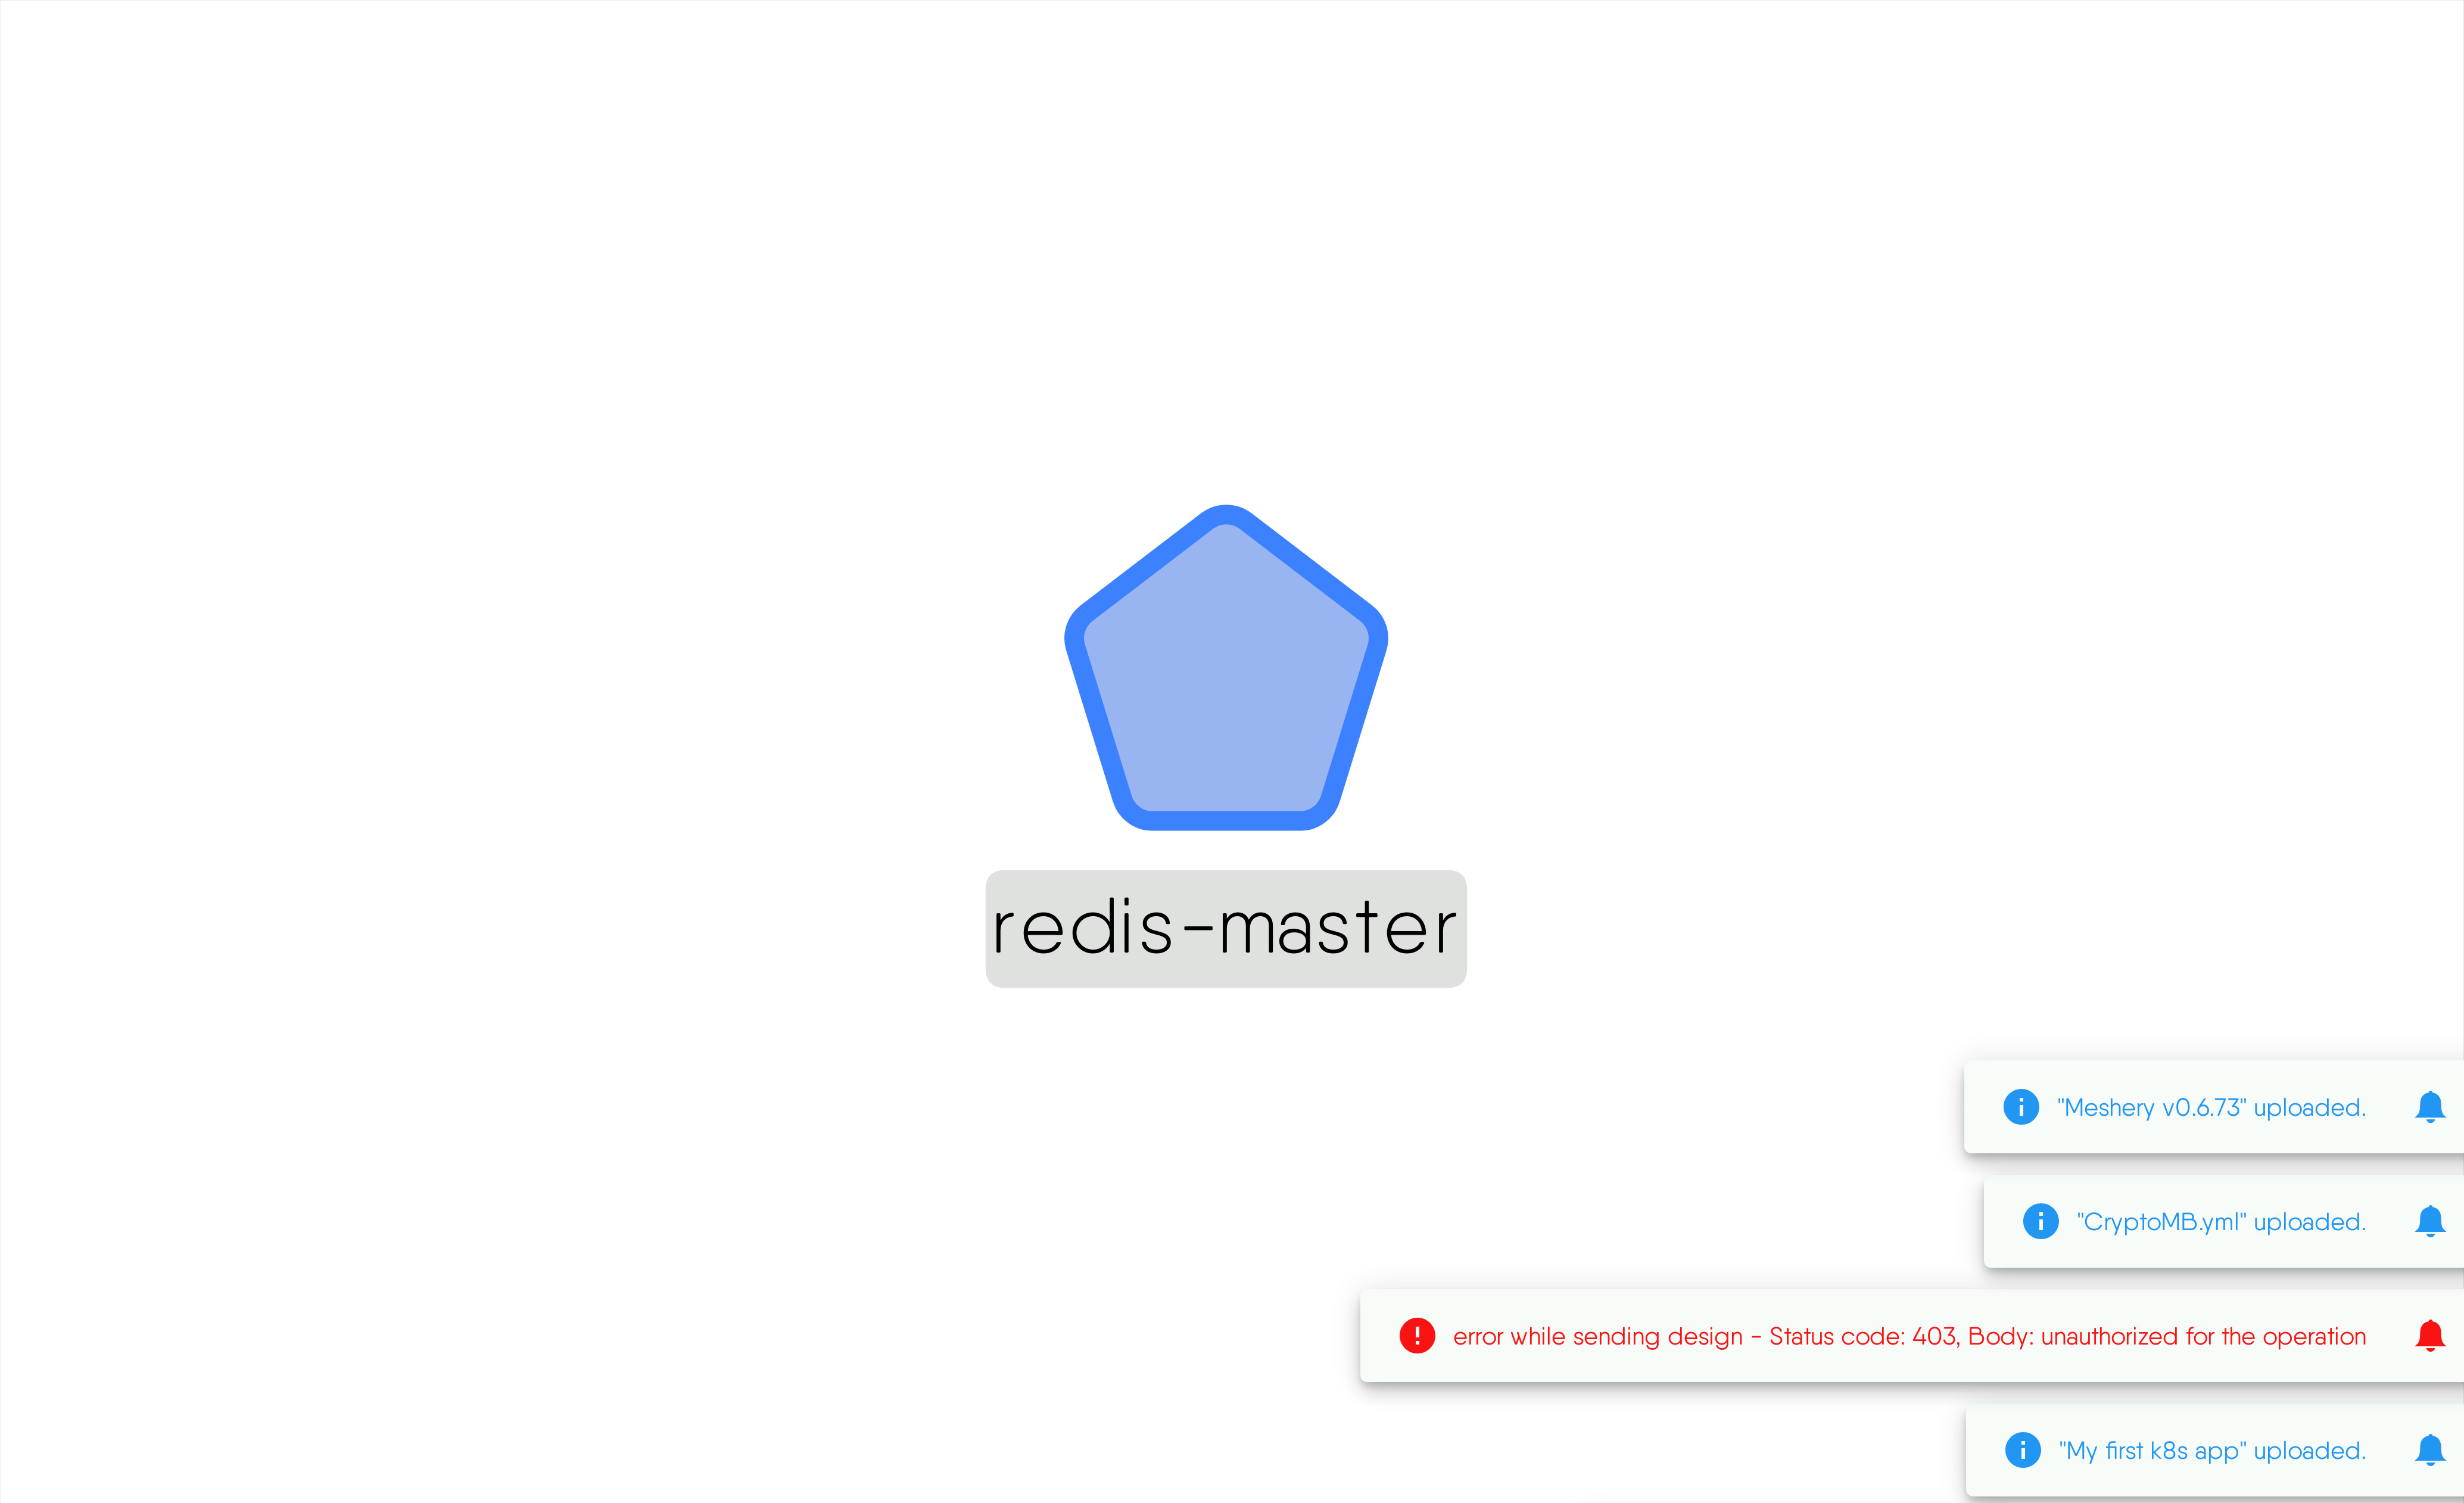 redis-master
"Meshery v0.6.73" uploaded.
"CryptoMB.yml" uploaded.
error while sending design - Status code: 403, Body: unauthorized for the operation
"My first k8s app" uploaded.